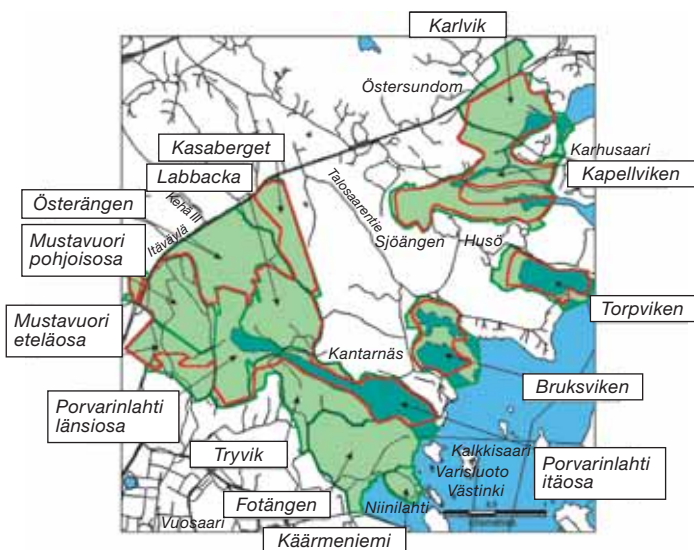 Karlvik
Östersundom
Kasaberget
Labbacka
Karhusaari
Kapellviken
Österängen
Kehä III
Itäväylä
Talosaarentie
Sjöängen
Husö
Mustavuori
pohjoisosa
Mustavuori
eteläosa
Torpviken
Kantarnäs
Bruksviken
Porvarinlahti
länsiosa
Tryvik
Kalkkisaari
Varisluoto
Västinki
Porvarinlahti
itäosa
Fotängen
Niinilahti
Vuosaari
Käärmeniemi